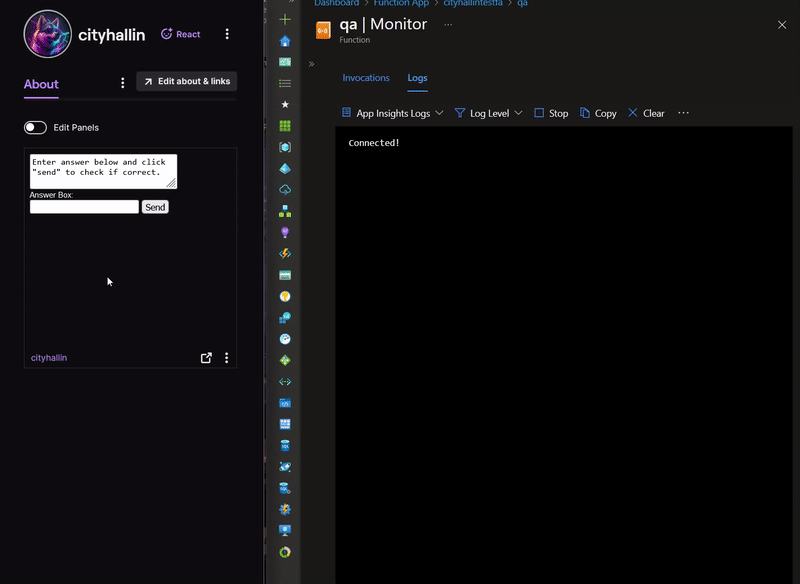 cityhallin
React
About
Edit about & links
Edit Panels
Enter answer below and click
"send" to check if correct.
Answer Box:
Send
cityhallin
Dashboard > Function App > cityhallintestfa > qa
qa | Monitor
...
Function
»
Invocations
Logs
App Insights Logs
Log Level
Stop
Copy
Clear
...
Connected!